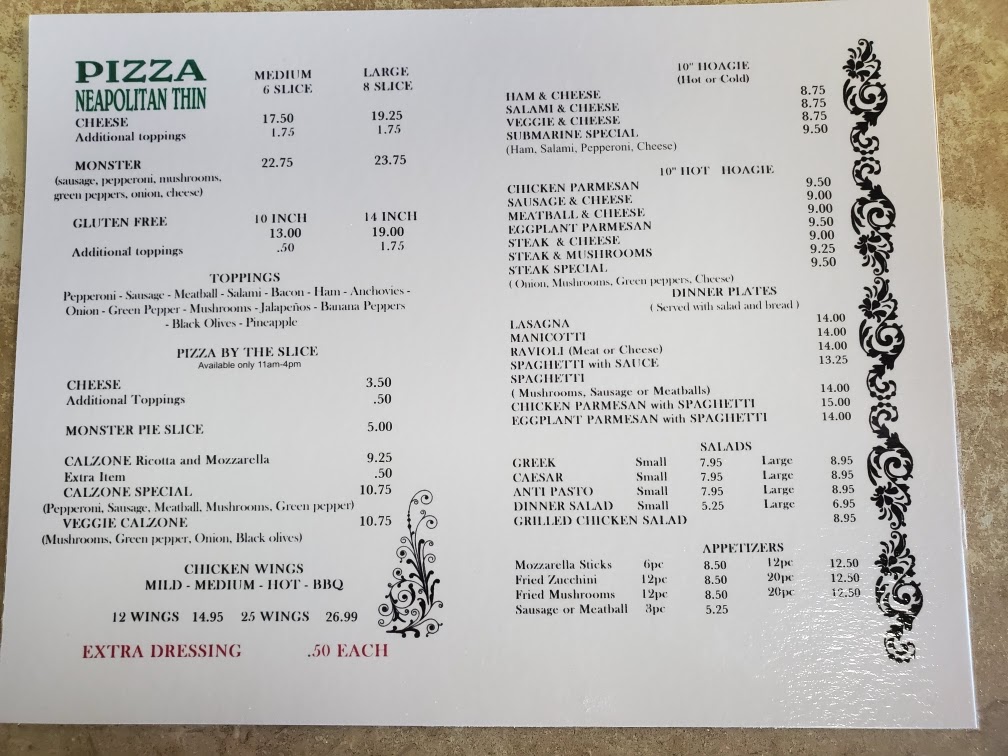 PIZZA
NEAPOLITAN THIN
MEDIUM LARGE
6 SLICE 8 SLICE
CHEESE 17.50 19.25
Additional toppings 1.75 1.75
MONSTER 22.75 23.75
(sausage, pepperoni, mushrooms,
green peppers, onion, cheese)
GLUTEN FREE 10 INCH 14 INCH
13.00 19.00
Additional toppings .50 1.75
TOPPINGS
Pepperoni - Sausage - Meatball - Salami - Bacon - Ham - Anchovies -
Onion - Green Pepper - Mushrooms - Jalapeños - Banana Peppers
- Black Olives - Pineapple
PIZZA BY THE SLICE
Available only 11am-4pm
CHEESE 3.50
Additional Toppings .50
MONSTER PIE SLICE 5.00
CALZONE Ricotta and Mozzarella 9.25
Extra Item .50
CALZONE SPECIAL 10.75
(Pepperoni, Sausage, Meatball, Mushrooms, Green pepper)
VEGGIE CALZONE 10.75
(Mushrooms, Green pepper, Onion, Black olives)
CHICKEN WINGS
MILD - MEDIUM - HOT - BBQ
12 WINGS 14.95 25 WINGS 26.99
EXTRA DRESSING .50 EACH
10" HOAGIE
(Hot or Cold)
HAM & CHEESE 8.75
SALAMI & CHEESE 8.75
VEGGIE & CHEESE 8.75
SUBMARINE SPECIAL 9.50
(Ham, Salami, Pepperoni, Cheese)
10" HOT HOAGIE
CHICKEN PARMESAN 9.50
SAUSAGE & CHEESE 9.00
MEATBALL & CHEESE 9.00
EGGPLANT PARMESAN 9.50
STEAK & CHEESE 9.00
STEAK & MUSHROOMS 9.25
STEAK SPECIAL 9.50
( Onion, Mushrooms, Green peppers, Cheese)
DINNER PLATES
( Served with salad and bread )
LASAGNA 14.00
MANICOTTI 14.00
RAVIOLI (Meat or Cheese) 14.00
SPAGHETTI with SAUCE 13.25
SPAGHETTI
( Mushrooms, Sausage or Meatballs) 14.00
CHICKEN PARMESAN with SPAGHETTI 15.00
EGGPLANT PARMESAN with SPAGHETTI 14.00
SALADS
GREEK Small 7.95 Large 8.95
CAESAR Small 7.95 Large 8.95
ANTI PASTO Small 7.95 Large 8.95
DINNER SALAD Small 5.25 Large 6.95
GRILLED CHICKEN SALAD 8.95
APPETIZERS
Mozzarella Sticks 6pc 8.50 12pc 12.50
Fried Zucchini 12pc 8.50 20pc 12.50
Fried Mushrooms 12pc 8.50 20pc 12.50
Sausage or Meatball 3pc 5.25